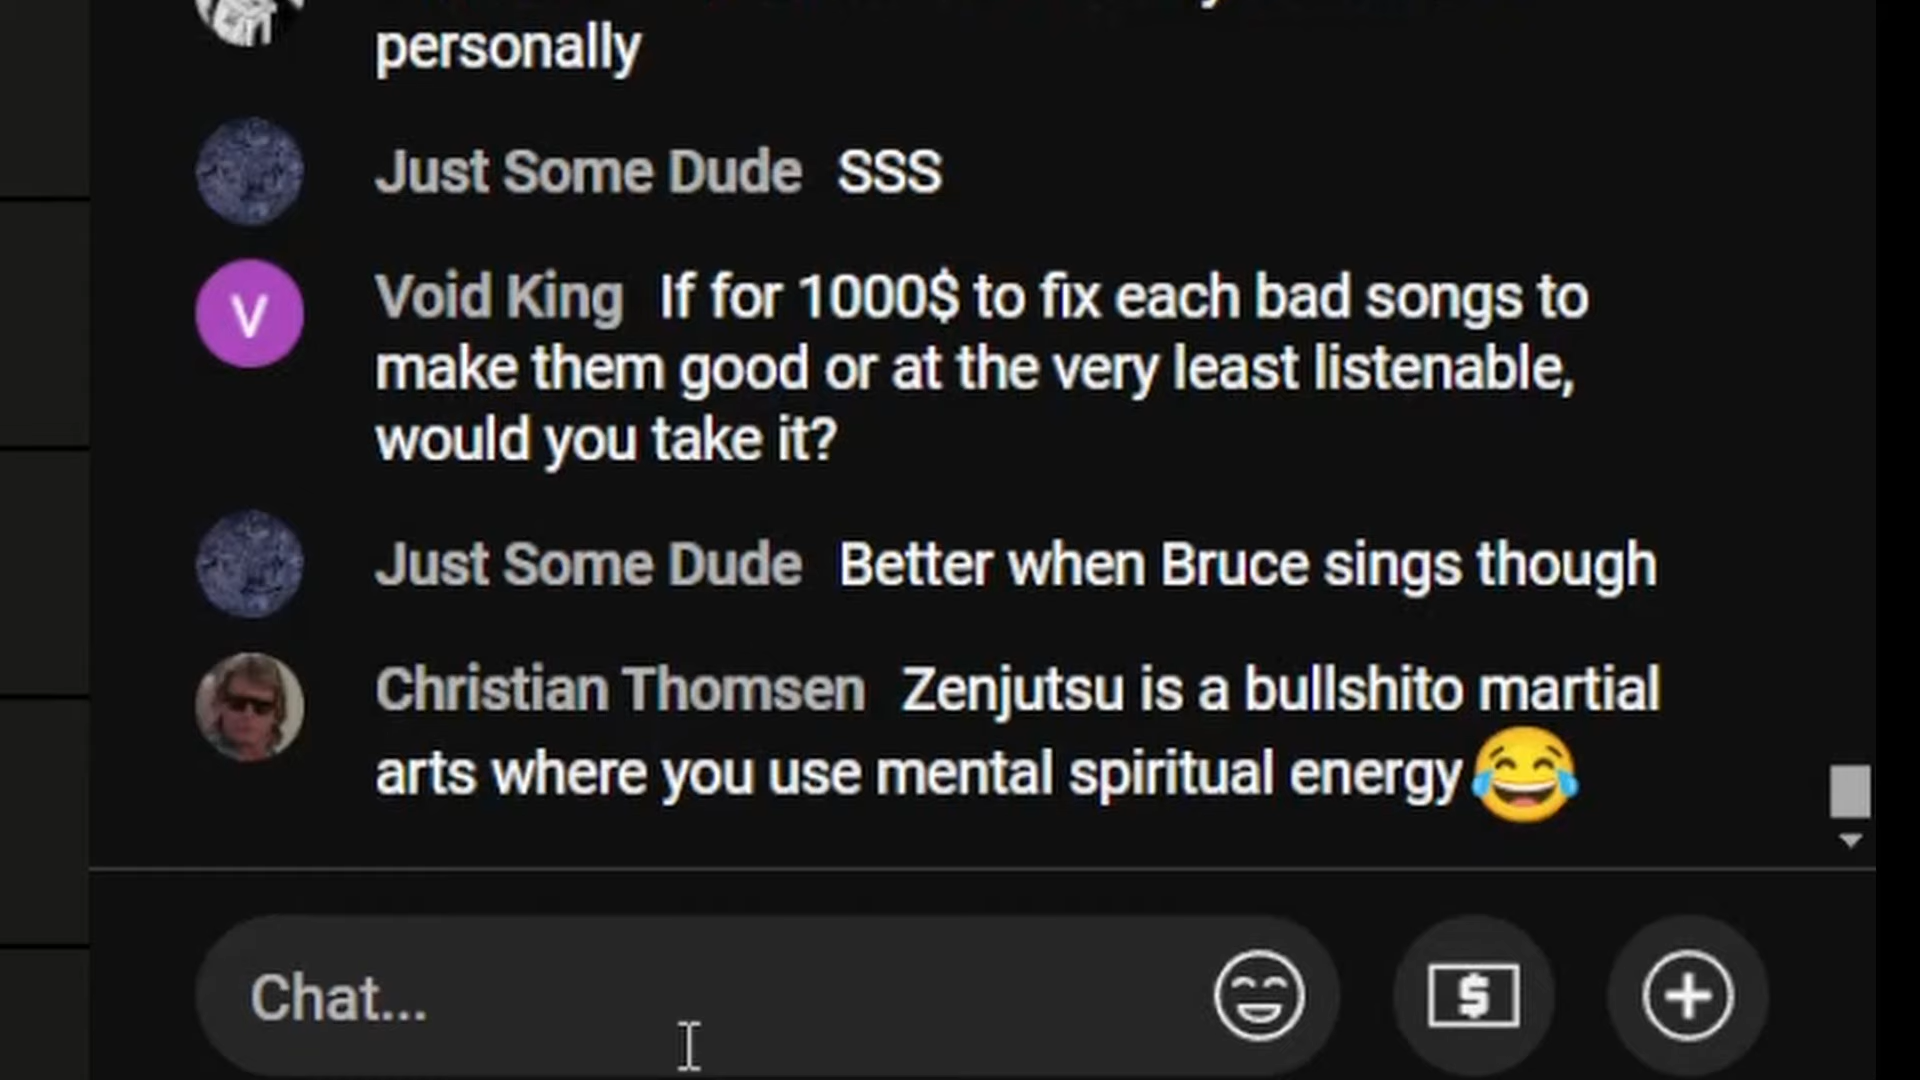 personally
Just Some Dude SSS
V
Void King If for 1000$ to fix each bad songs to
make them good or at the very least listenable,
would you take it?
Just Some Dude Better when Bruce sings though
Christian Thomsen Zenjutsu is a bullshito martial
arts where you use mental spiritual energy😂
Chat...